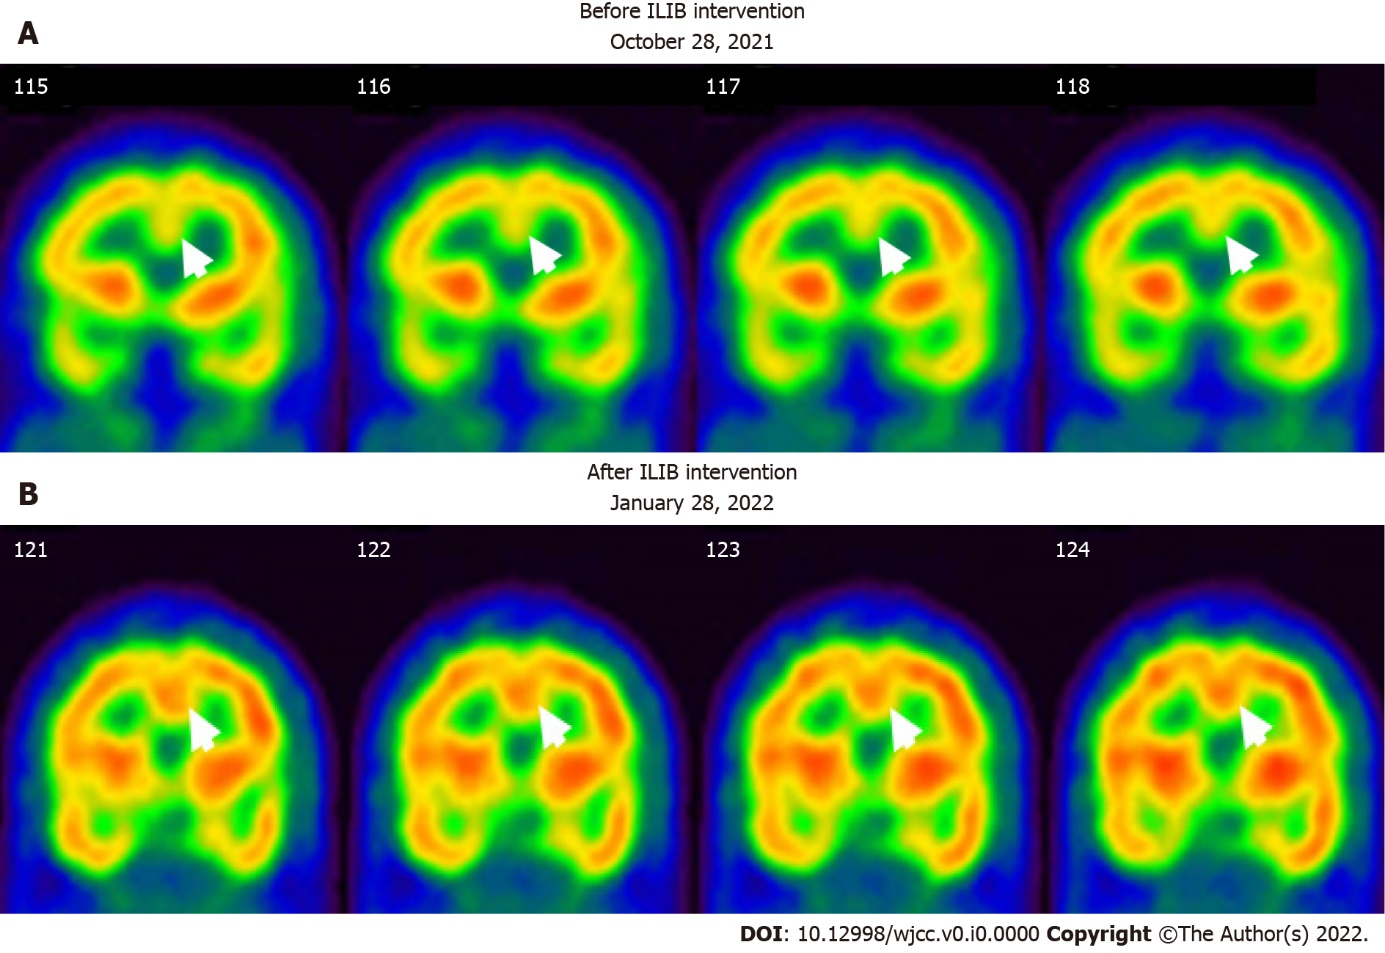 A
Before ILIB intervention
October 28, 2021
115 116 117 118
B
After ILIB intervention
January 28, 2022
121 122 123 124
DOI: 10.12998/wjcc.v0.i0.0000 Copyright ©The Author(s) 2022.